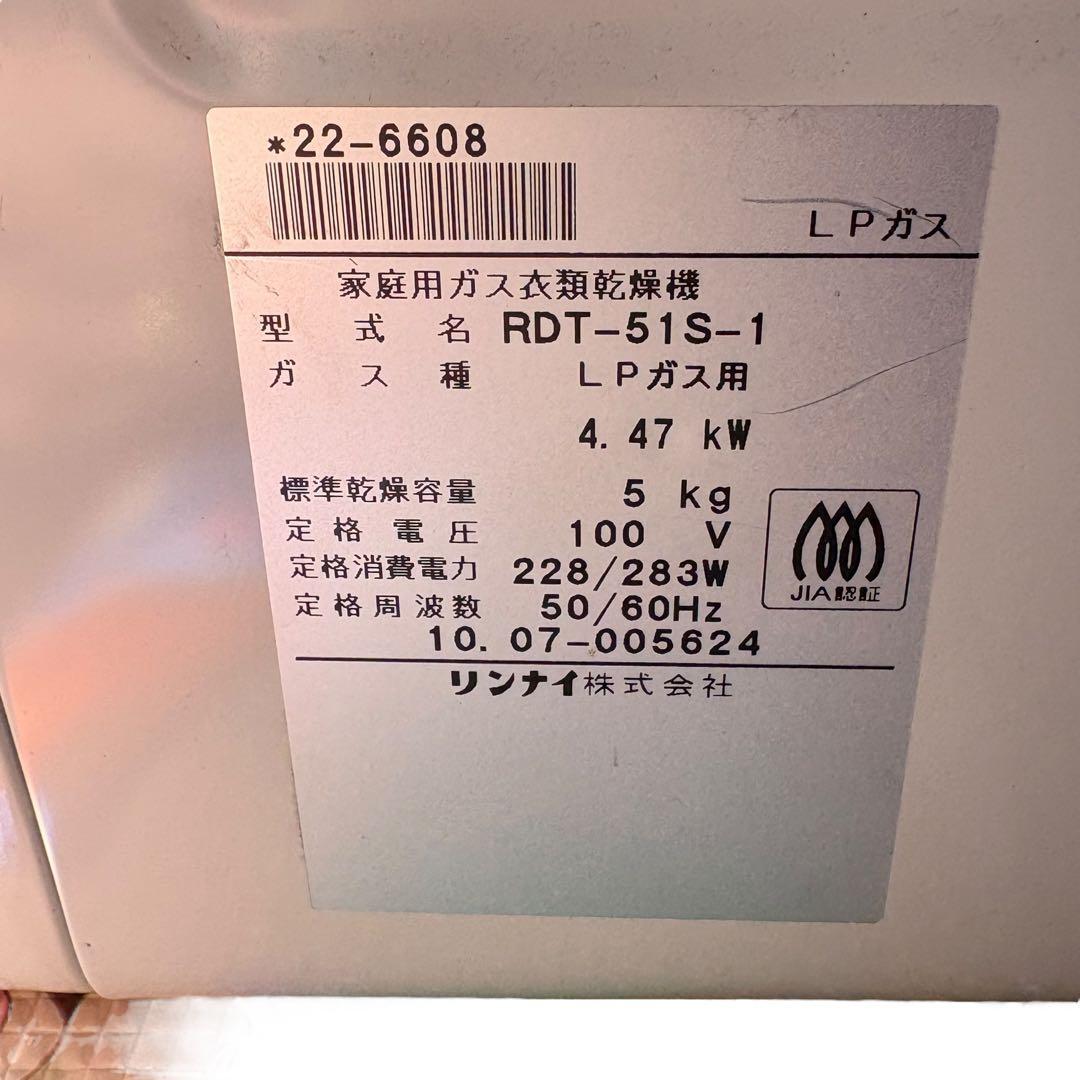 *22-6608
LPガス
家庭用ガス衣類乾燥機
型式名 RDT-51S-1
ガス種 LPガス用
4.47 kW
標準乾燥容量 5 kg
定格電圧 100 V
定格消費電力 228/283W
定格周波数 50/60Hz
10.07-005624
JIA認証
リンナイ株式会社